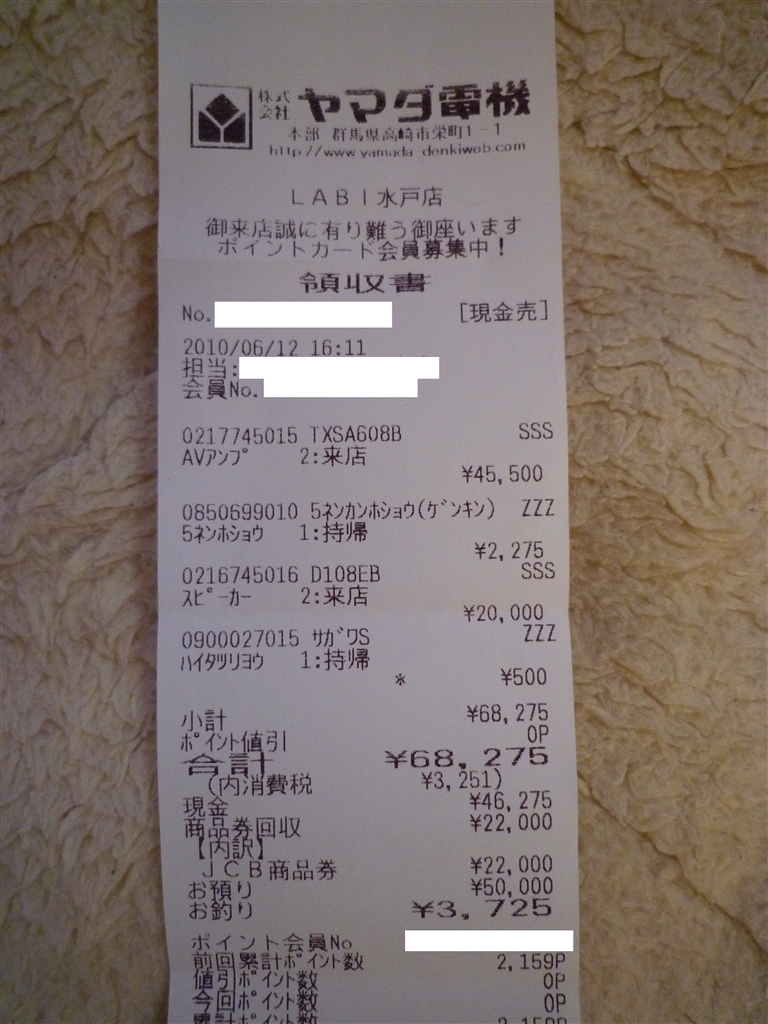 株式会社 ヤマダ電機
本部 群馬県高崎市栄町1-1
http://www.yamada-denkiweb.com
LABI水戸店
御来店誠に有り難う御座います
ポイントカード会員募集中!
領収書
No. [現金売]
2010/06/12 16:11
担当:
会員No.
0217745015 TXSA608B SSS
AVアンプ 2:来店
¥45,500
0850699010 5ネンカンホショウ(ゲンキン) ZZZ
5ネンホショウ 1:持帰
¥2,275
0216745016 D108EB SSS
スピーカー 2:来店
¥20,000
0900027015 サガワS ZZZ
ハイタツリヨウ 1:持帰
※ ¥500
小計 ¥68,275
ポイント値引 0P
合計 ¥68,275
(内消費税 ¥3,251)
現金 ¥46,275
商品券回収 ¥22,000
【内訳】
JCB商品券 ¥22,000
お預り ¥50,000
お釣り ¥3,725
ポイント会員No
前回累計ポイント数 2,159P
値引ポイント数 0P
今回ポイント数 0P
累計ポイント数 2,159P